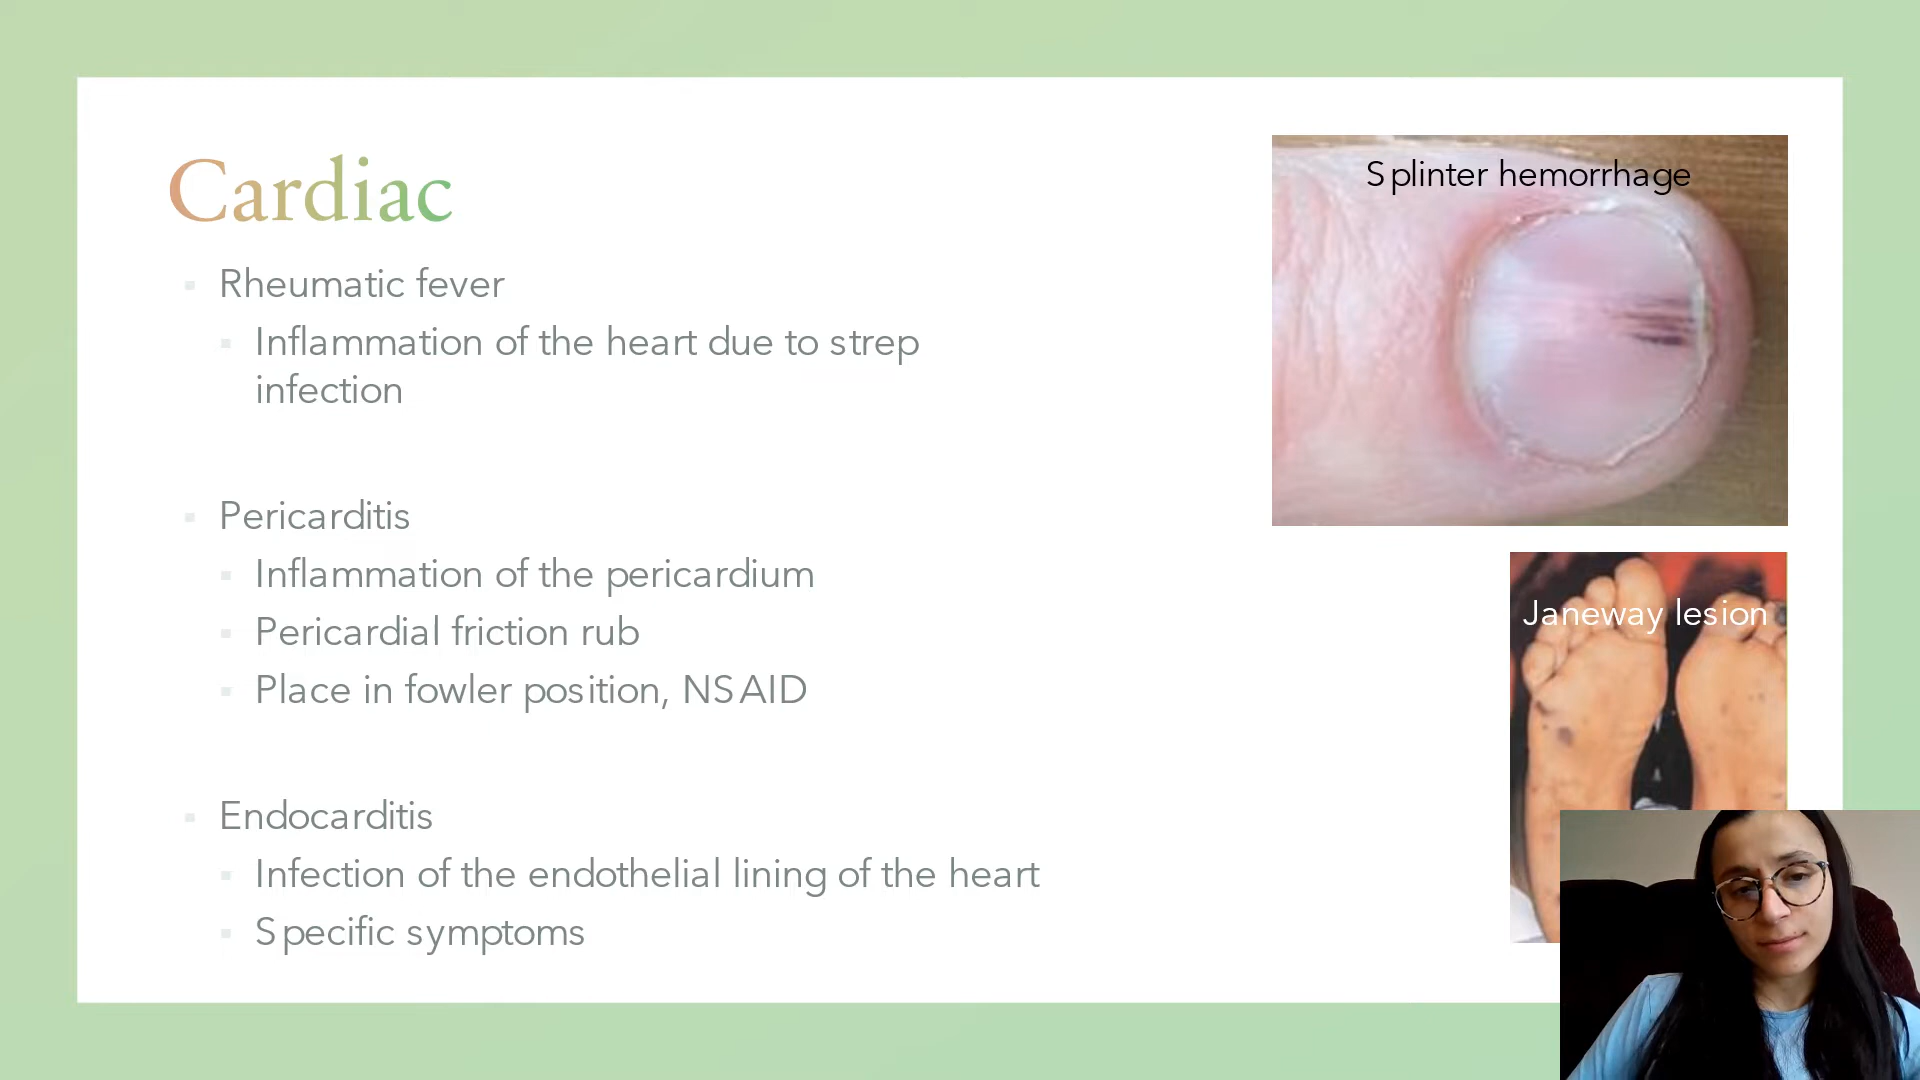 Cardiac
Rheumatic fever
Inflammation of the heart due to strep
infection
Pericarditis
Inflammation of the pericardium
Pericardial friction rub
Place in fowler position, NSAID
Endocarditis
Infection of the endothelial lining of the heart
Specific symptoms
Splinter hemorrhage
Janeway lesion